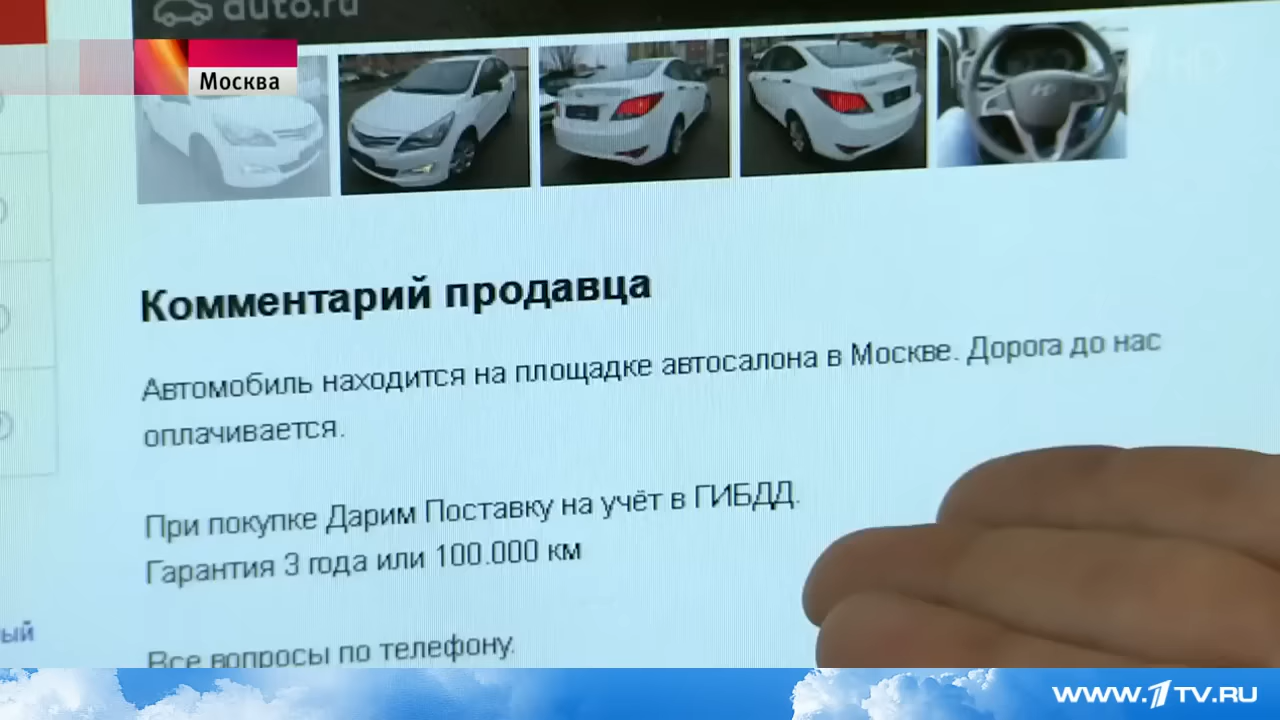 auto.ru
Москва
Комментарий продавца
Автомобиль находится на площадке автосалона в Москве. Дорога до нас
оплачивается.
При покупке Дарим Поставку на учёт в ГИБДД.
Гарантия 3 года или 100.000 км
Все вопросы по телефону.
ый
www.1TV.RU